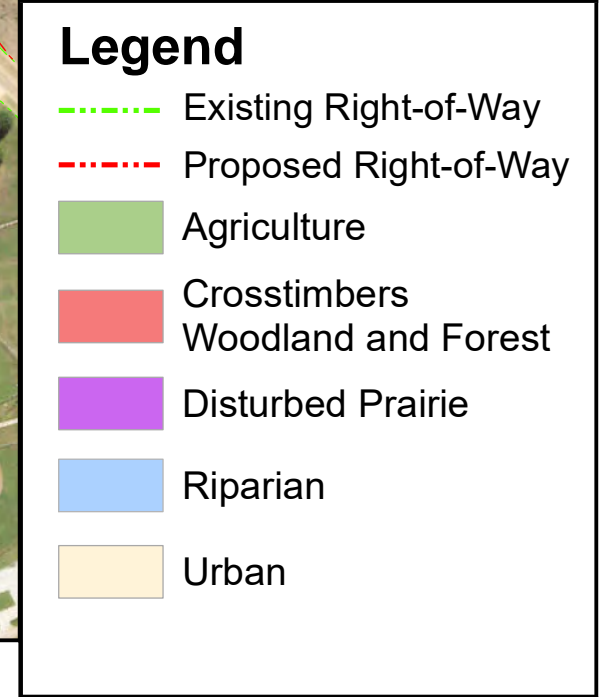 Legend
Existing Right-of-Way
Proposed Right-of-Way
Agriculture
Crosstimbers
Woodland and Forest
Disturbed Prairie
Riparian
Urban